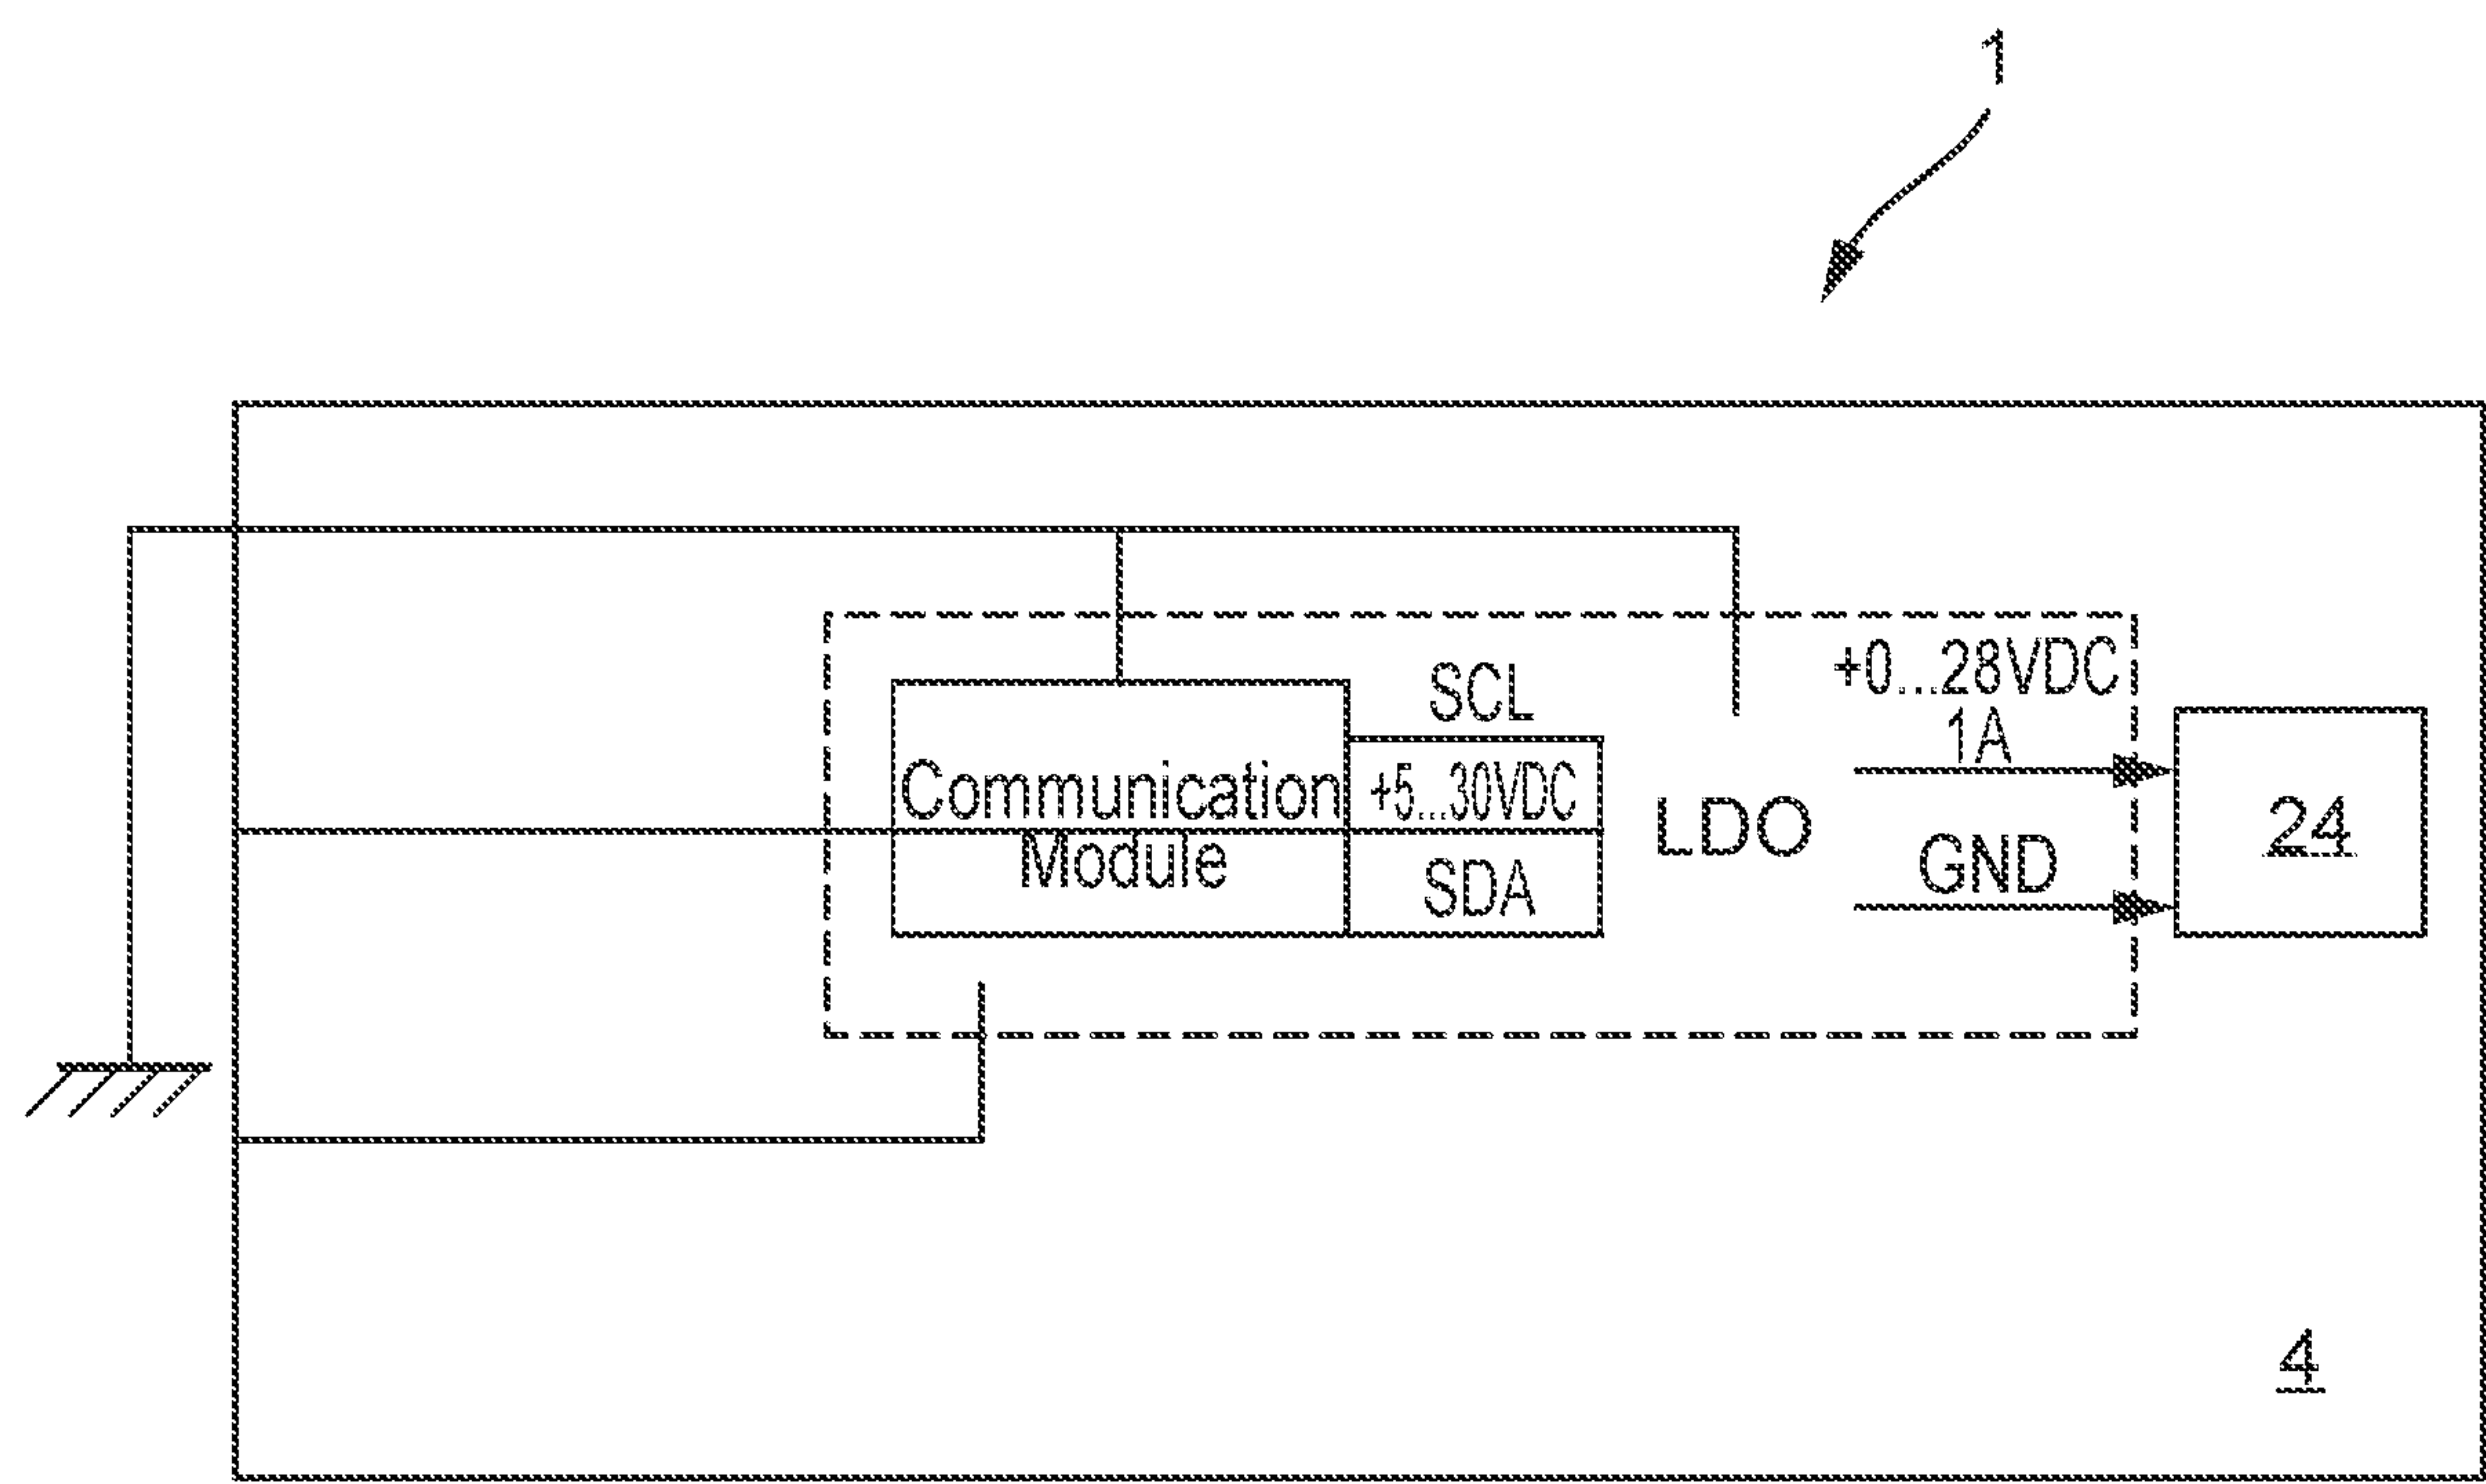 1
+0...28VDC
1A
SCL
Communication
Module
+5...30VDC
SDA
LDO
GND
24
4